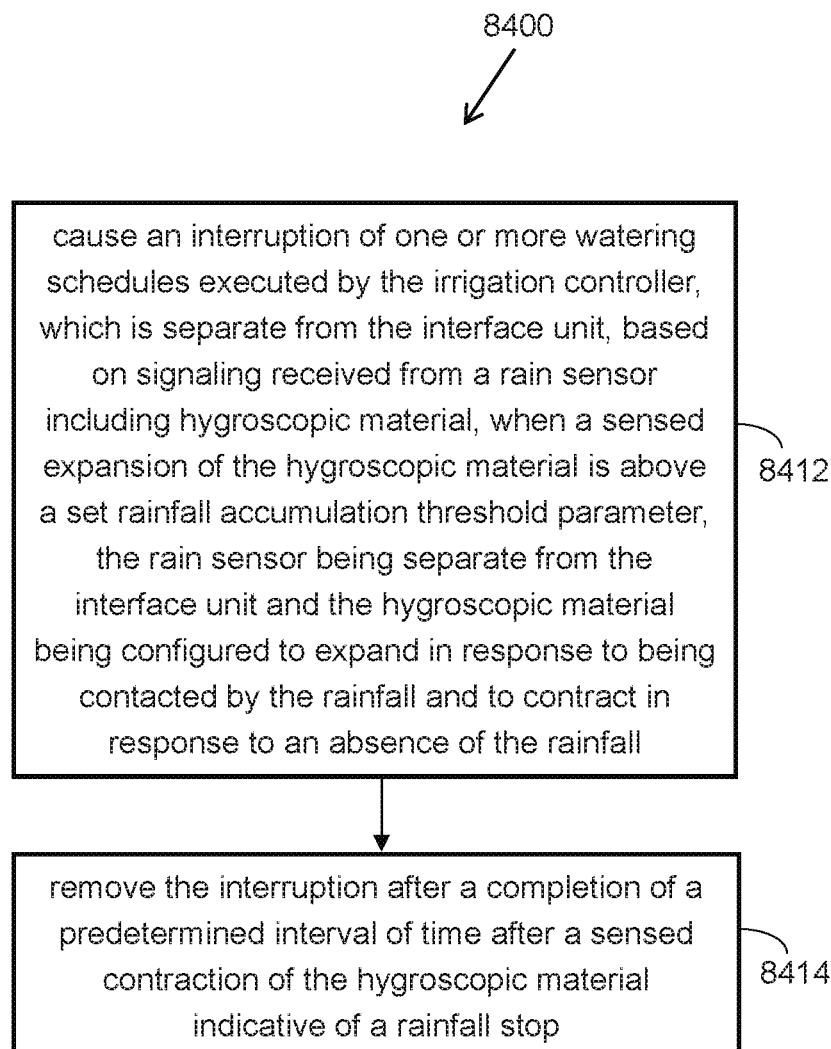 8400
cause an interruption of one or more watering
schedules executed by the irrigation controller,
which is separate from the interface unit, based
on signaling received from a rain sensor
including hygroscopic material, when a sensed
expansion of the hygroscopic material is above
a set rainfall accumulation threshold parameter,
the rain sensor being separate from the
interface unit and the hygroscopic material
being configured to expand in response to being
contacted by the rainfall and to contract in
response to an absence of the rainfall
8412
remove the interruption after a completion of a
predetermined interval of time after a sensed
contraction of the hygroscopic material
indicative of a rainfall stop
8414